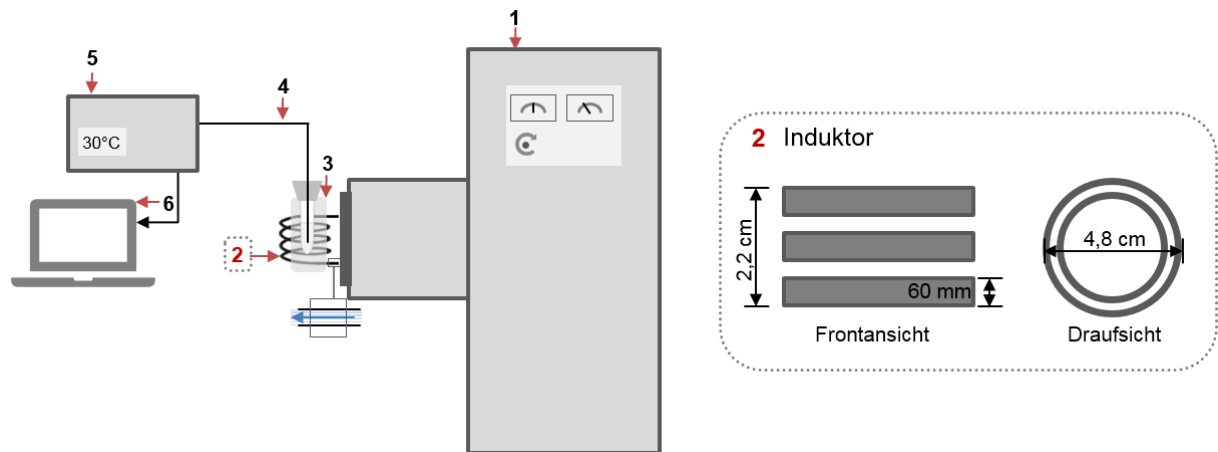 1
5
4
30°C
3
6
2
2 Induktor
2,2 cm
60 mm
4,8 cm
Frontansicht
Draufsicht